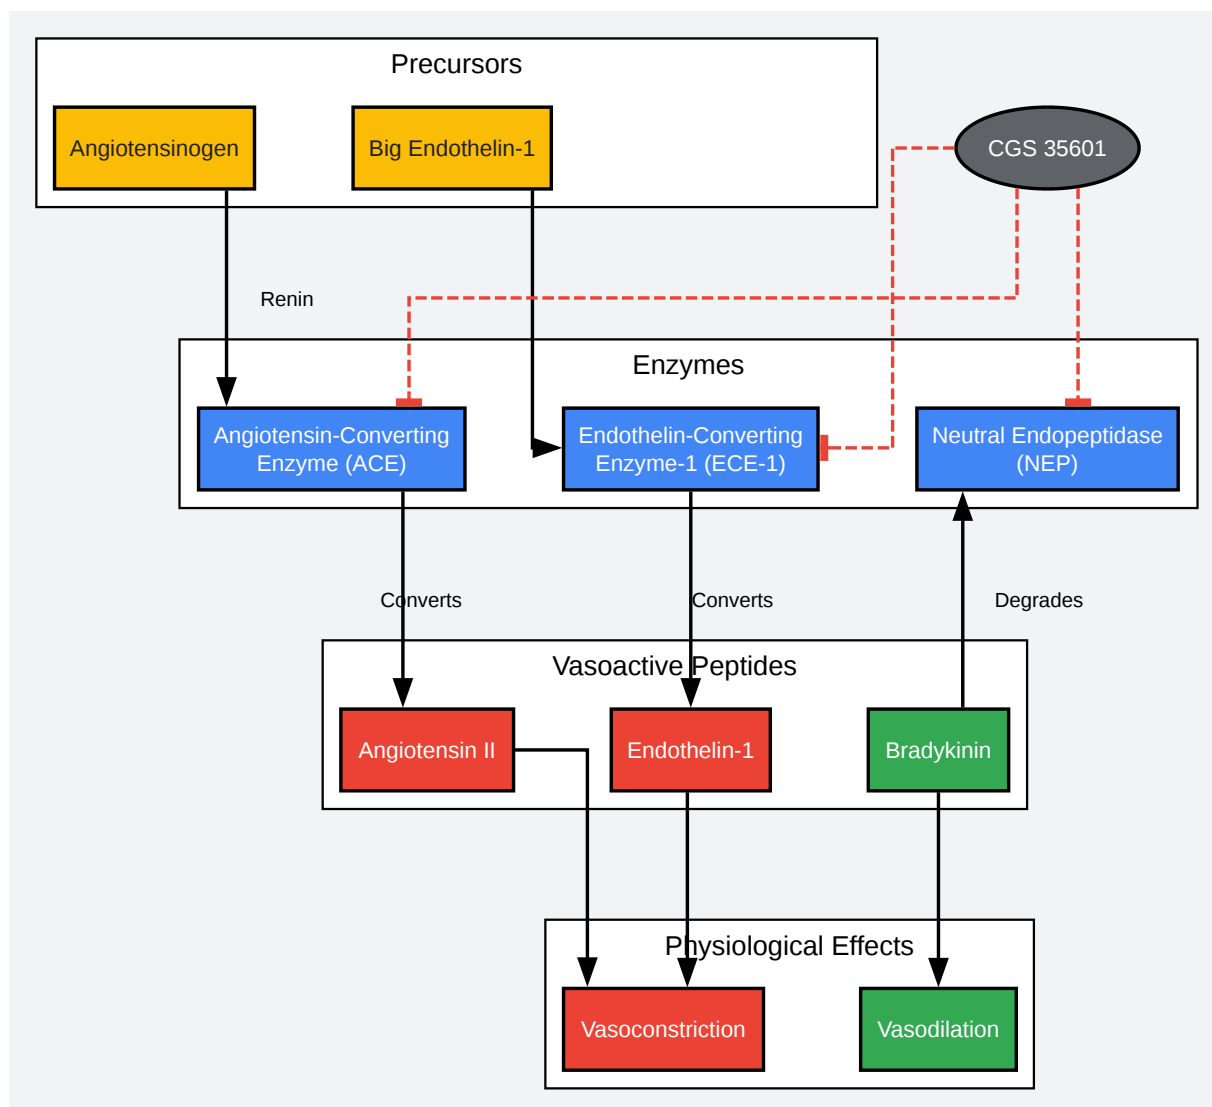 Precursors
Angiotensinogen
Big Endothelin-1
CGS 35601
Renin
Enzymes
Angiotensin-Converting
Enzyme (ACE)
Endothelin-Converting
Enzyme-1 (ECE-1)
Neutral Endopeptidase
(NEP)
Converts
Converts
Degrades
Vasoactive Peptides
Angiotensin II
Endothelin-1
Bradykinin
Physiological Effects
Vasoconstriction
Vasodilation